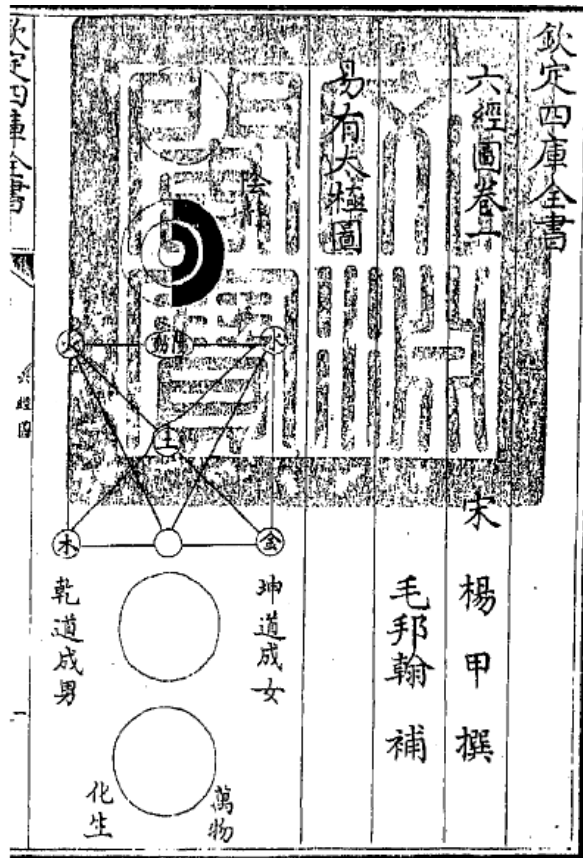 欽定四庫全書
六經圖卷一
宋 楊甲 撰
毛邦翰 補
易有太極圖
陰靜
火 動陽 水
土
木 金
坤道成女
乾道成男
萬物
化生
欽定四庫全書
六經圖
一